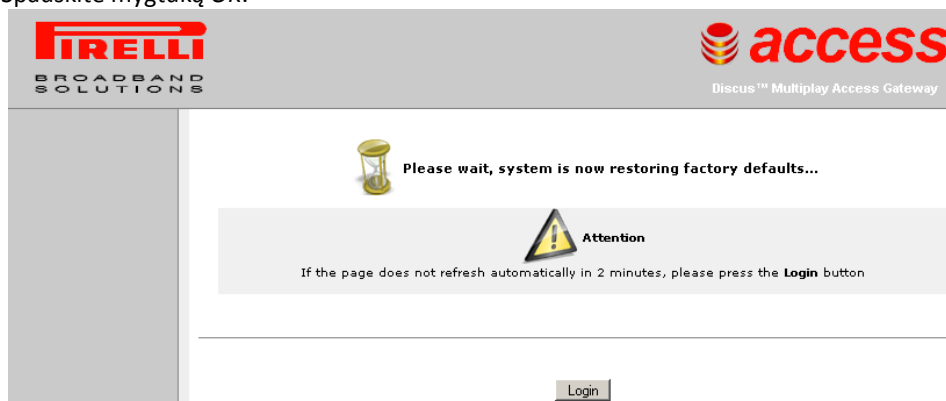 spauskite mygtuką OK.
PIRELLI
BROADBAND
SOLUTIONS
access
Discus™ Multiplay Access Gateway
Please wait, system is now restoring factory defaults...
Attention
If the page does not refresh automatically in 2 minutes, please press the Login button
Login